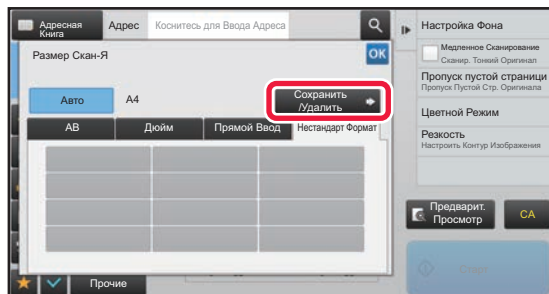 Адресная
Книга
Адрес
Коснитесь для Ввода Адреса
Размер Скан-Я
OK
Авто
A4
Сохранить
/Удалить
AB
Дюйм
Прямой Ввод
Нестандарт Формат
Прочие
Настройка Фона
Медленное Сканирование
Сканир. Тонкий Оригинал
Пропуск пустой страници
Пропуск Пустой Стр. Оригинала
Цветной Режим
Резкость
Настроить Контур Изображения
Предварит.
Просмотр
CA
Старт